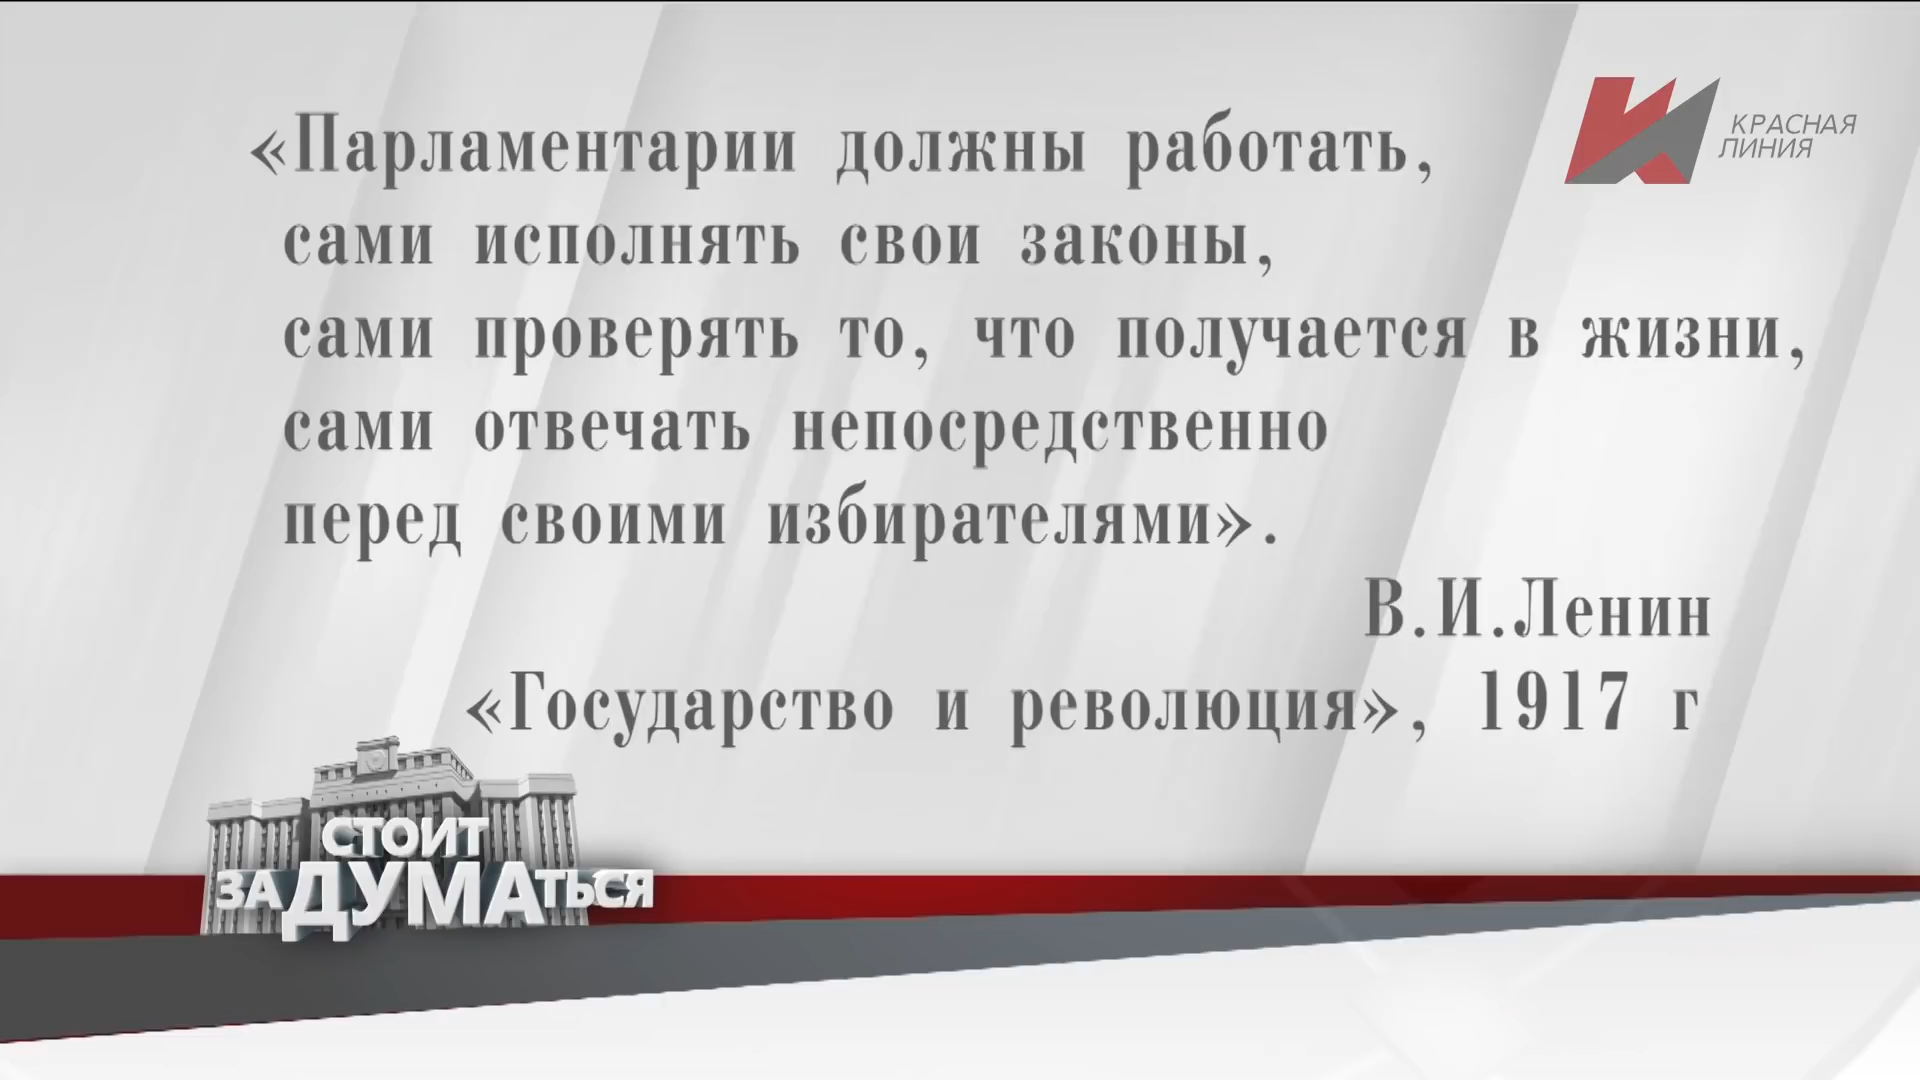 КРАСНАЯ
ЛИНИЯ
«Парламентарии должны работать,
сами исполнять свои законы,
сами проверять то, что получается в жизни,
сами отвечать непосредственно
перед своими избирателями».
В.И.Ленин
«Государство и революция», 1917 г
СТОИТ
ЗАДУМАТЬСЯ